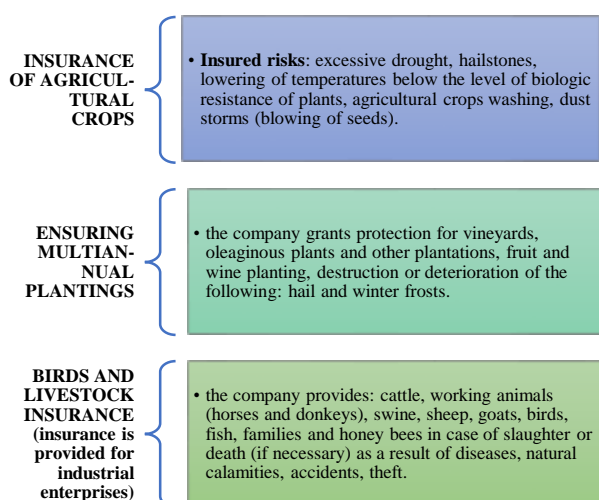 INSURANCE
OF AGRICUL-
TURAL
CROPS
• Insured risks: excessive drought, hailstones,
lowering of temperatures below the level of biologic
resistance of plants, agricultural crops washing, dust
storms (blowing of seeds).
ENSURING
MULTIAN-
NUAL
PLANTINGS
• the company grants protection for vineyards,
oleaginous plants and other plantations, fruit and
wine planting, destruction or deterioration of the
following: hail and winter frosts.
BIRDS AND
LIVESTOCK
INSURANCE
(insurance is
provided for
industrial
enterprises)
• the company provides: cattle, working animals
(horses and donkeys), swine, sheep, goats, birds,
fish, families and honey bees in case of slaughter or
death (if necessary) as a result of diseases, natural
calamities, accidents, theft.